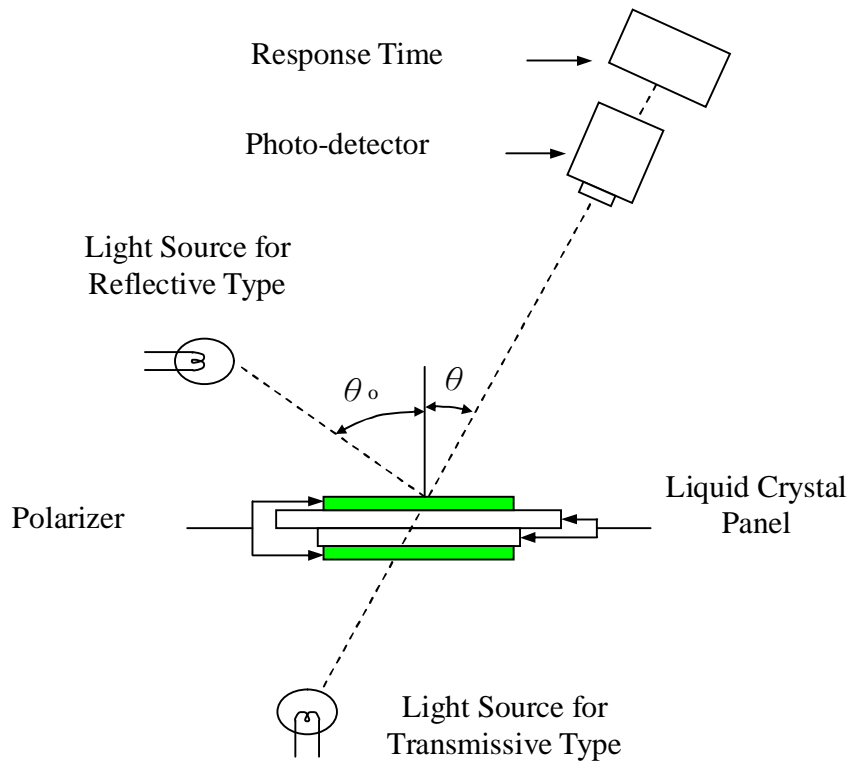 Response Time
Photo-detector
Light Source for
Reflective Type
θo
θ
Polarizer
Liquid Crystal
Panel
Light Source for
Transmissive Type